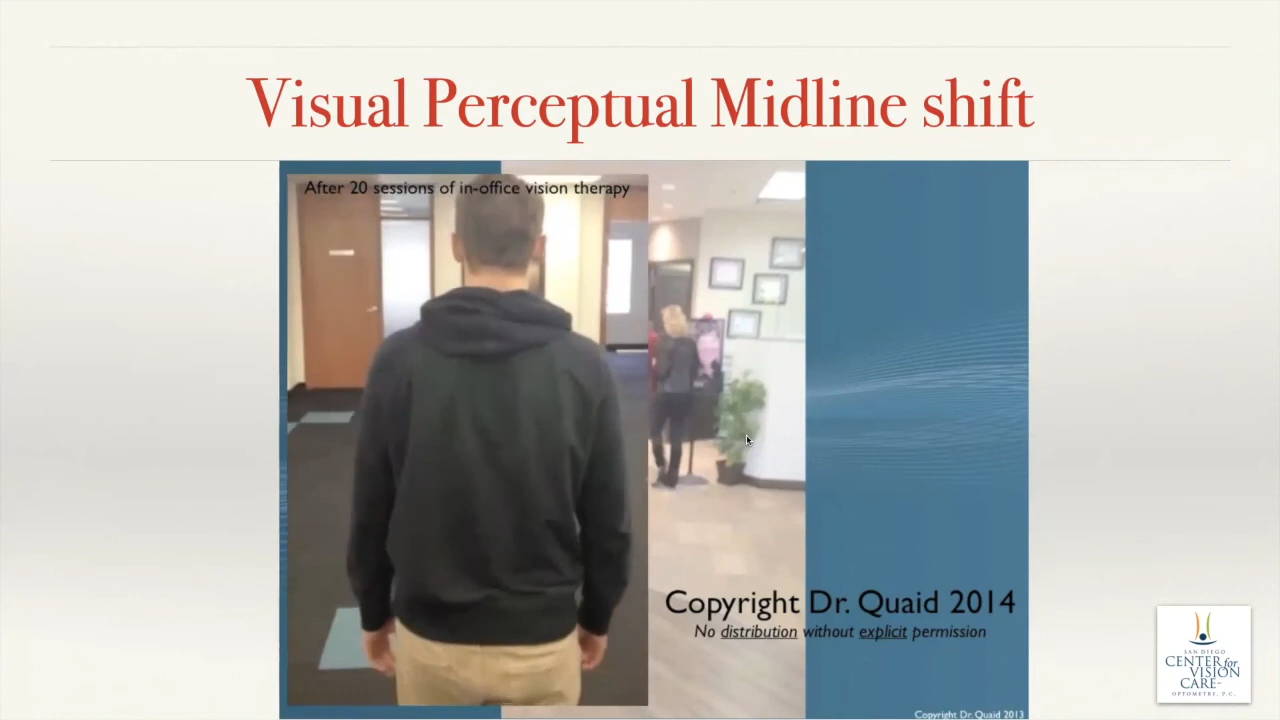 Visual Perceptual Midline shift
After 20 sessions of in-office vision therapy
Copyright Dr. Quaid 2014
No distribution without explicit permission
Copyright Dr. Quaid 2013
SAN DIEGO
CENTER for
VISION
CARE
OPTOMETRY, P.C.